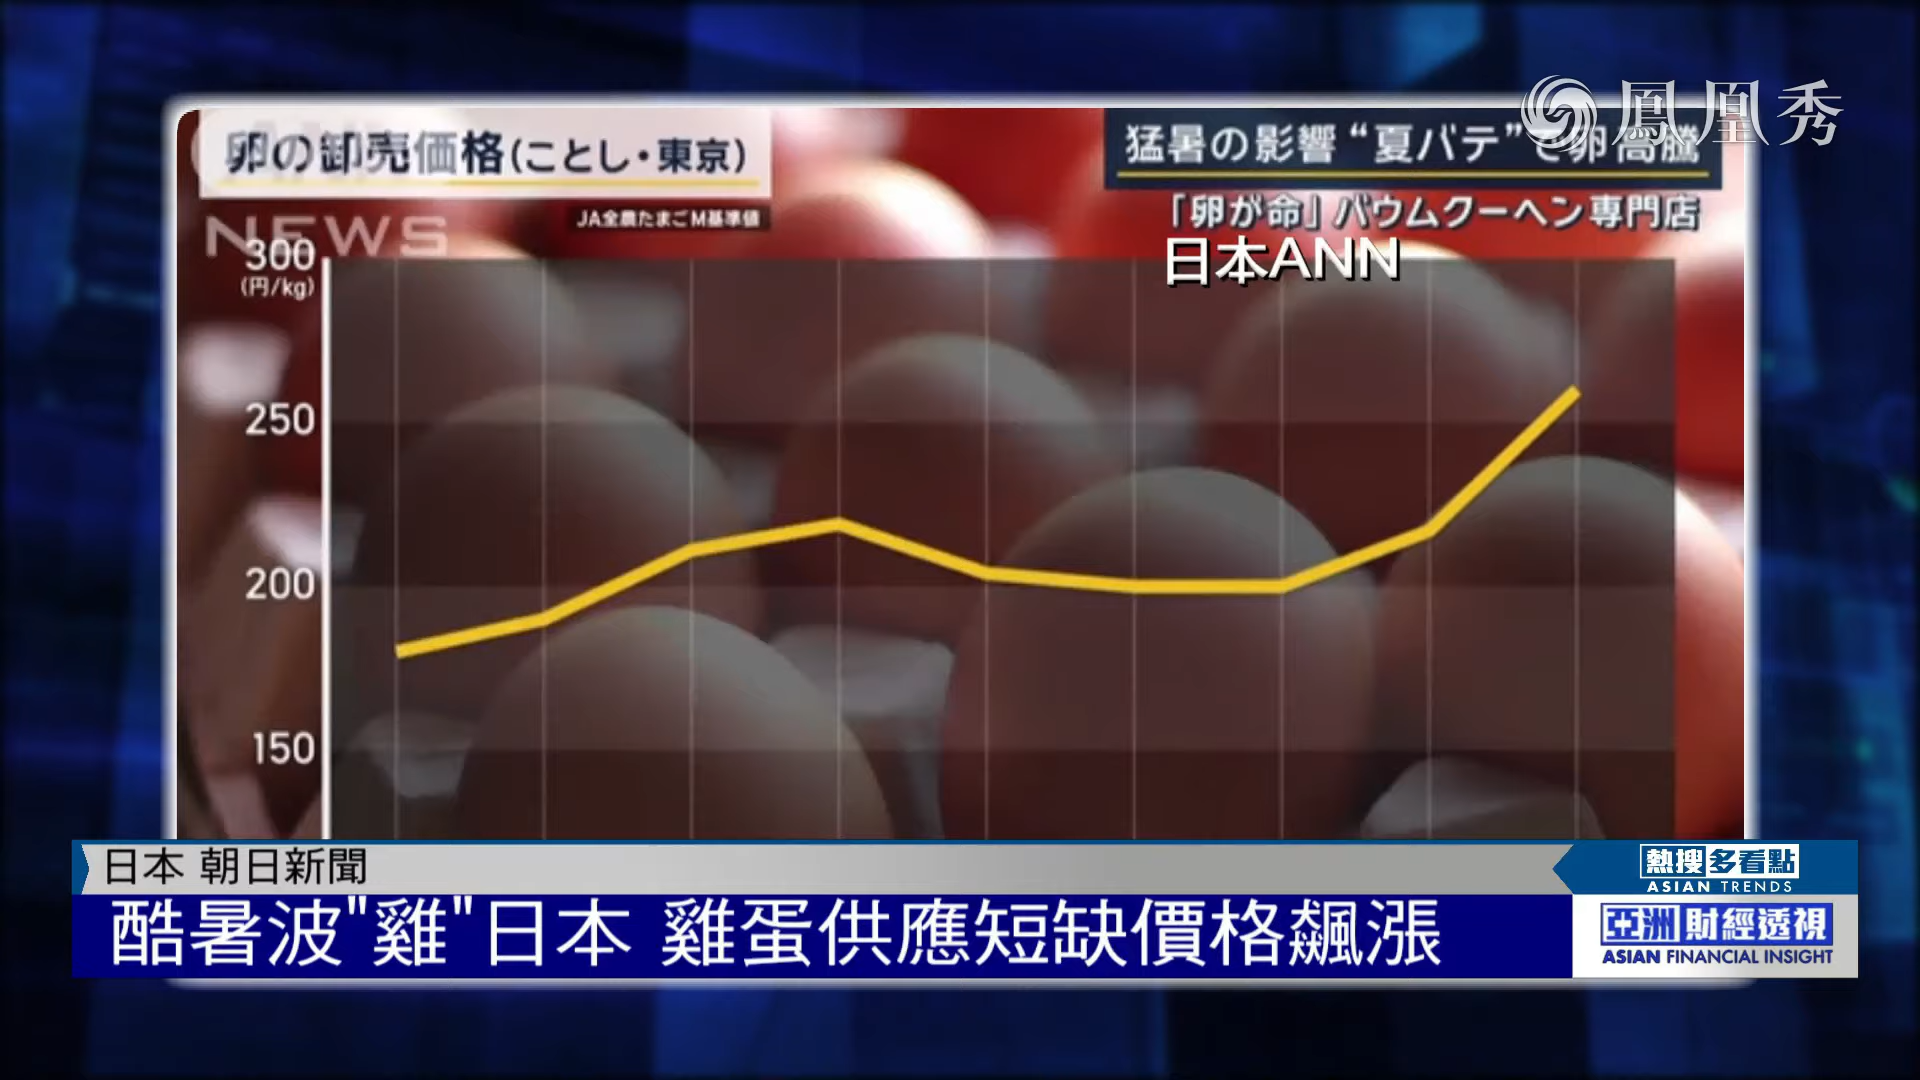 鳳凰秀
卵の卸売価格(ことし・東京)
猛暑の影響“夏バテ”で卵高騰
JA全農たまごM基準値
「卵が命」バウムクーヘン専門店
NEWS
日本ANN
300
(円/kg)
250
200
150
日本 朝日新聞
熱搜多看點
ASIAN TRENDS
酷暑波"雞"日本 雞蛋供應短缺價格飆漲
亞洲財經透視
ASIAN FINANCIAL INSIGHT